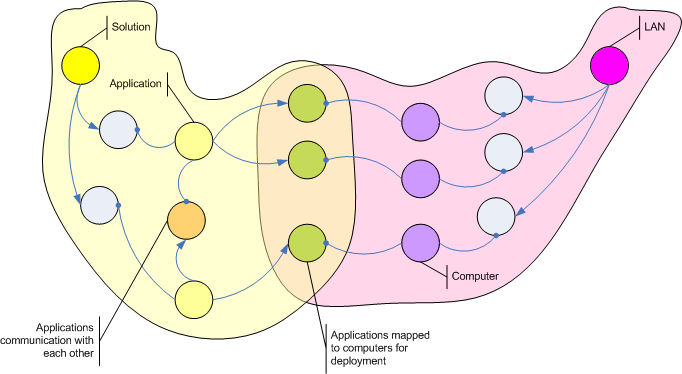 Solution
LAN
Application
Computer
Applications
communication with
each other
Applications mapped
to computers for
deployment